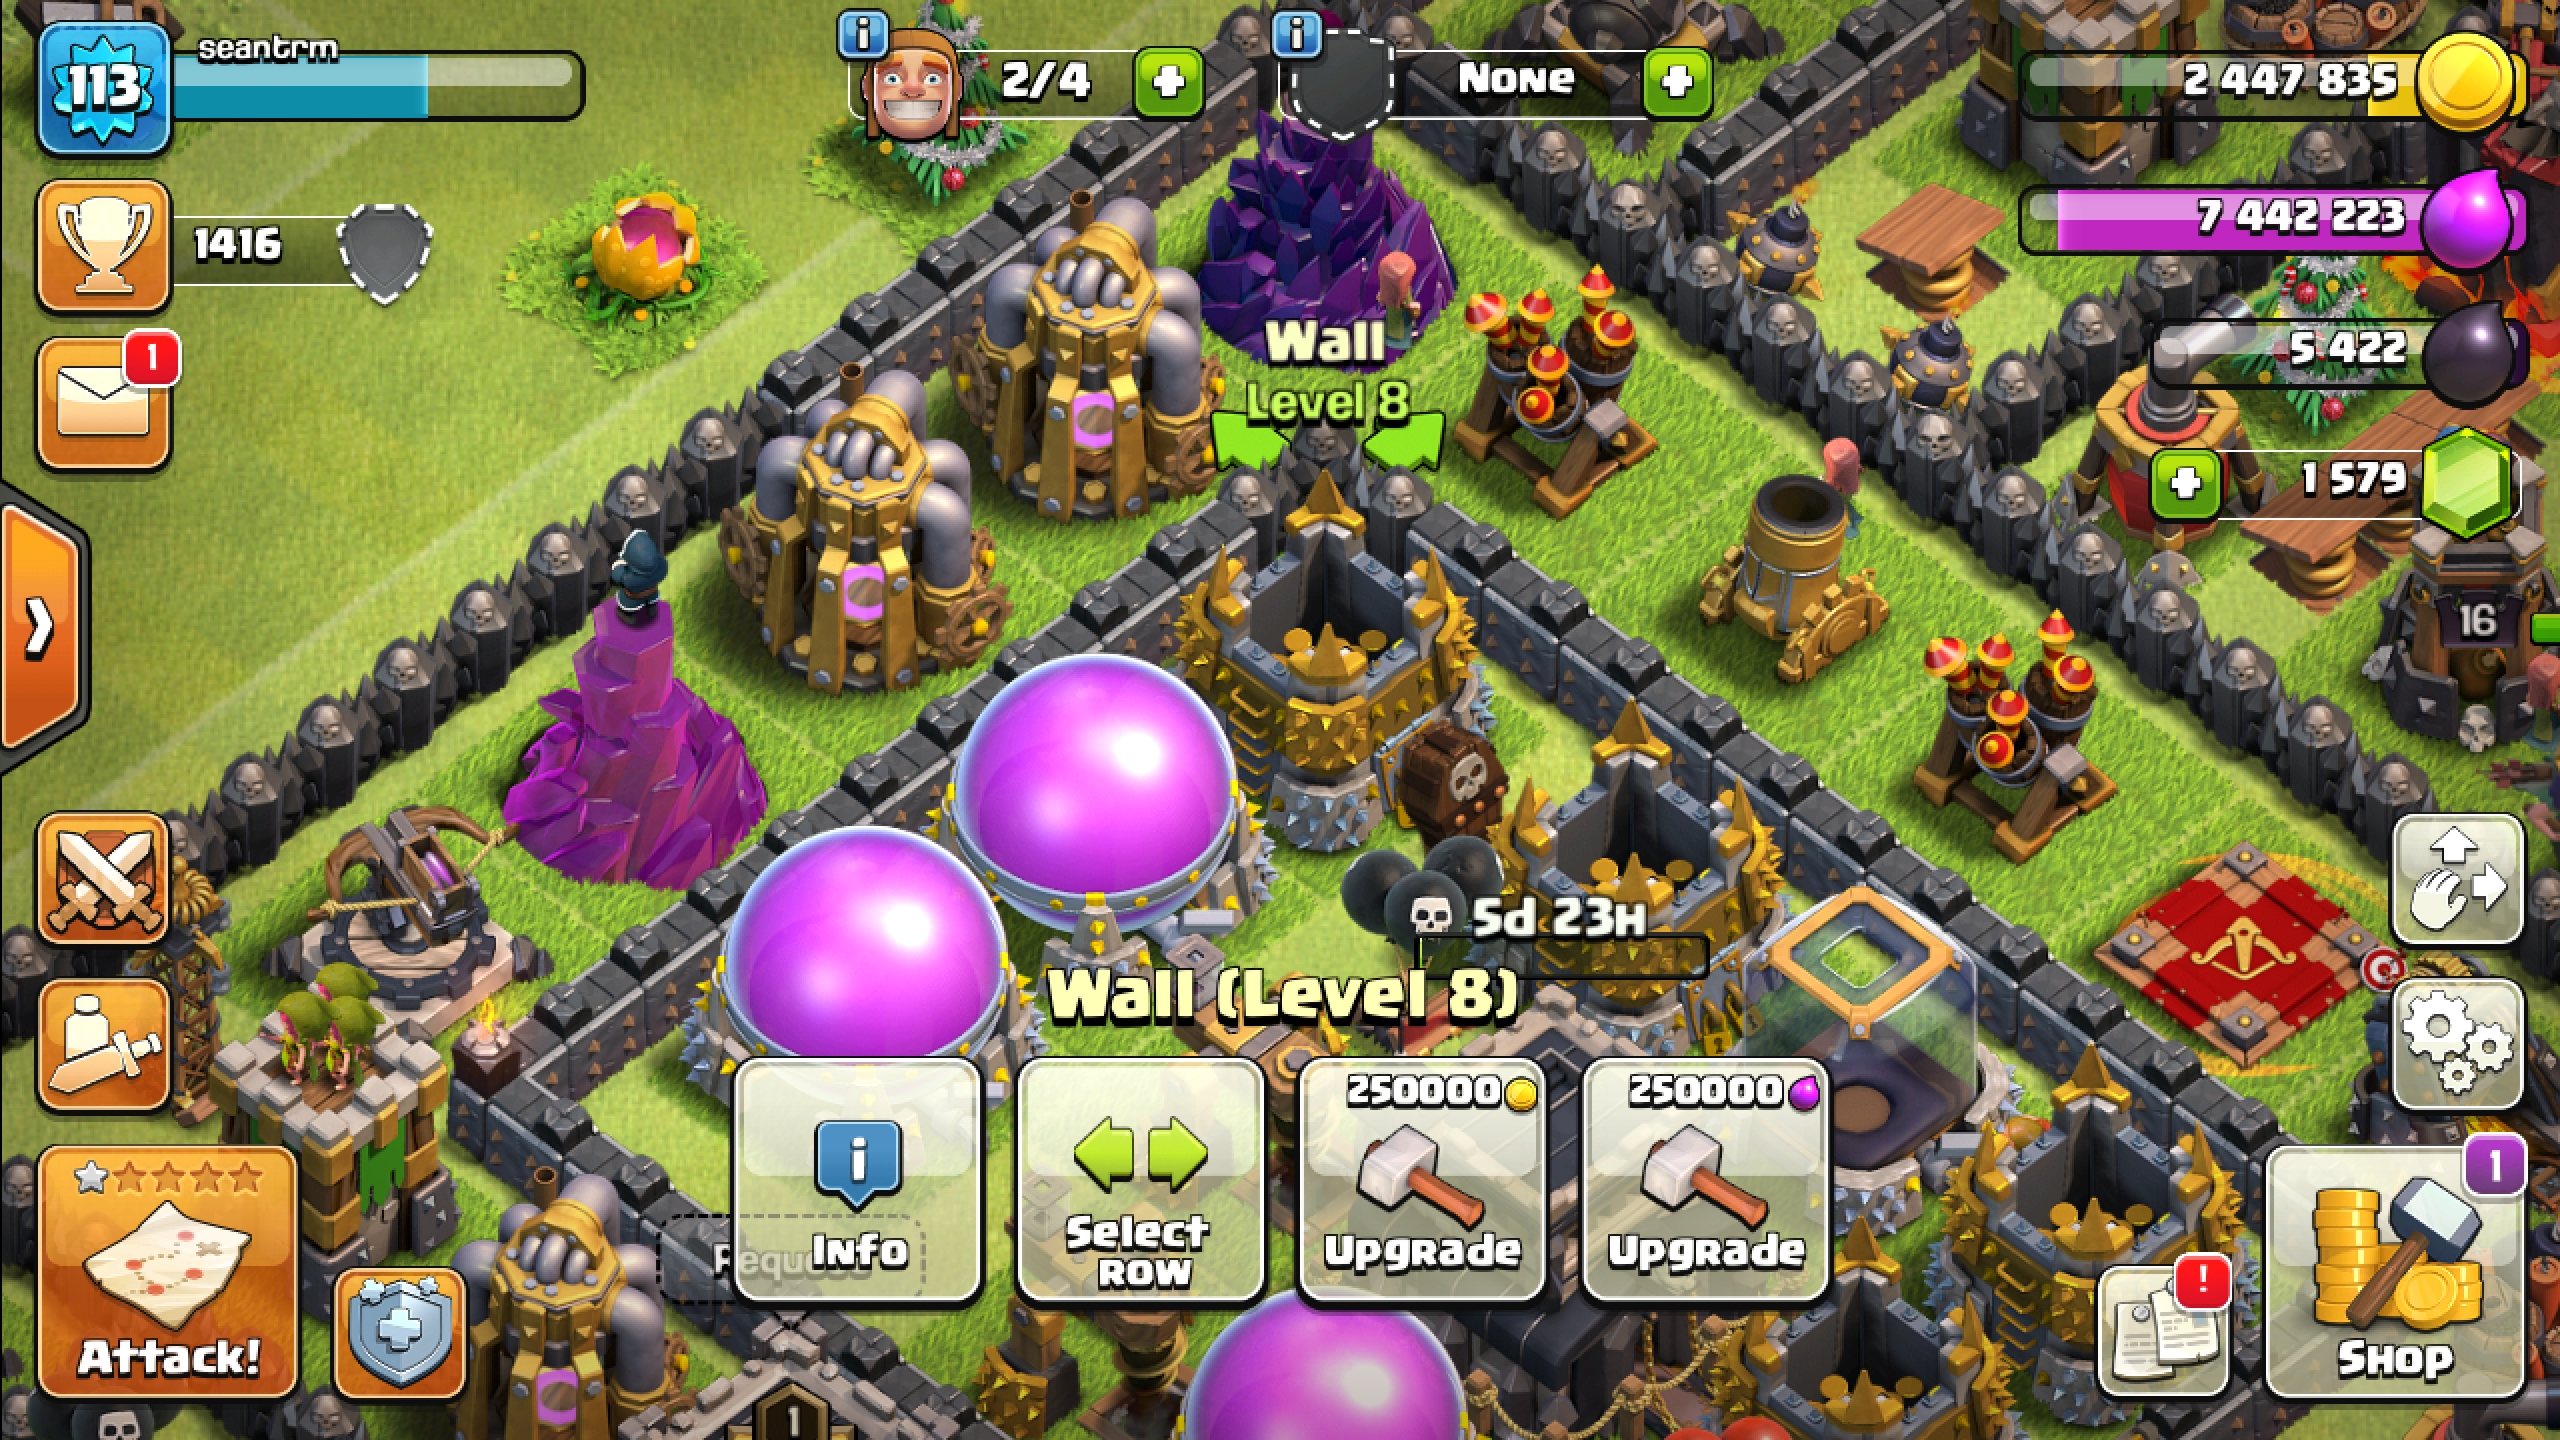 113
seantrm
2/4
None
2 447 835
1416
7 442 223
1
5 422
Wall
Level 8
1 579
16
5d 23h
Wall (Level 8)
250000
250000
Info
Select
row
Upgrade
Upgrade
1
Attack!
1
!
Shop